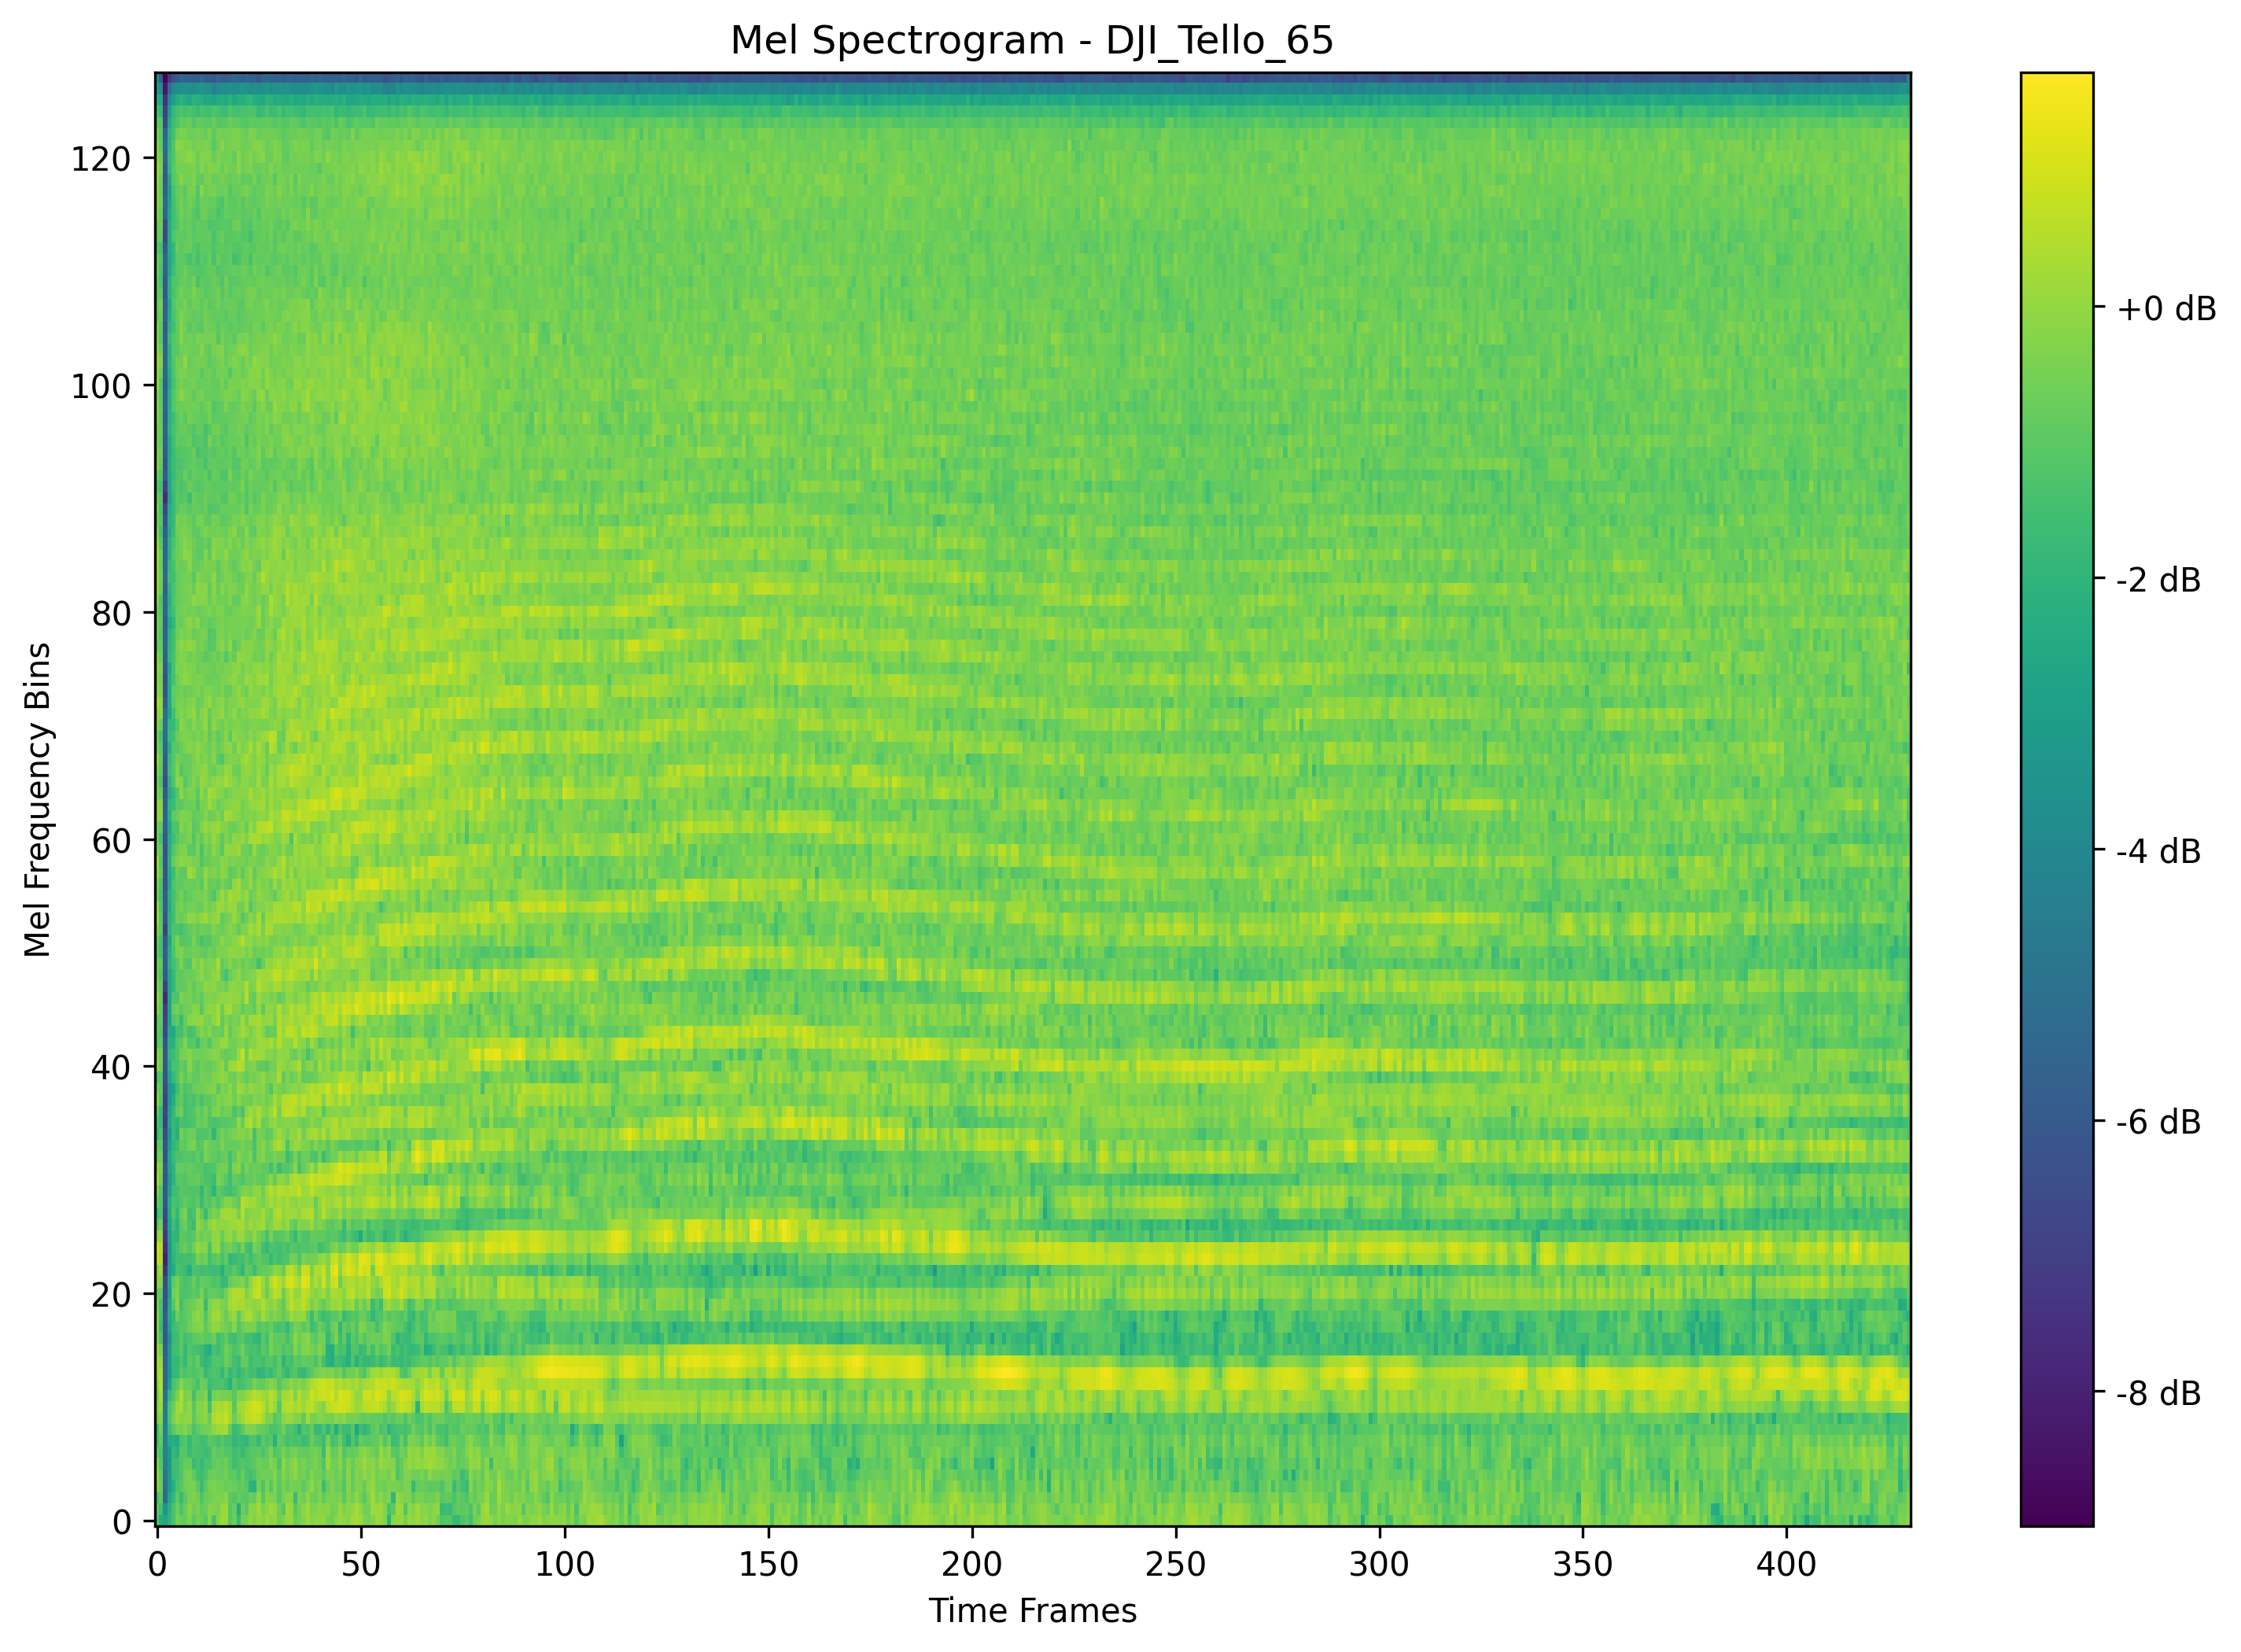 Mel Spectrogram - DJI_Tello_65
Mel Frequency Bins
120
100
80
60
40
20
0
0 50 100 150 200 250 300 350 400
Time Frames
+0 dB
-2 dB
-4 dB
-6 dB
-8 dB